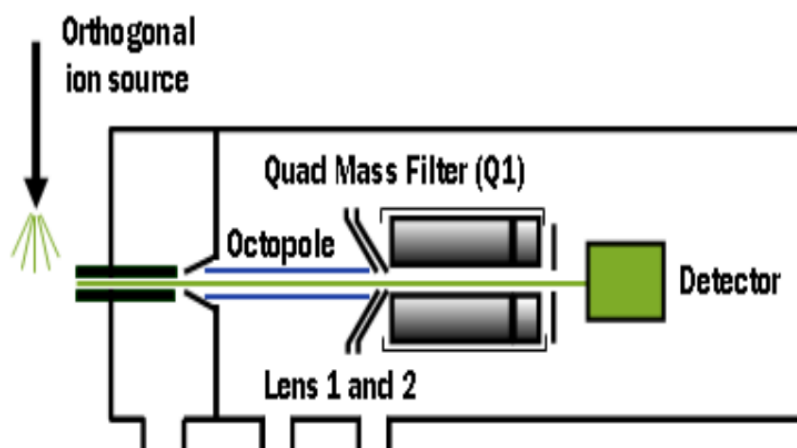 Orthogonal
ion source
Quad Mass Filter (Q1)
Octopole
Detector
Lens 1 and 2